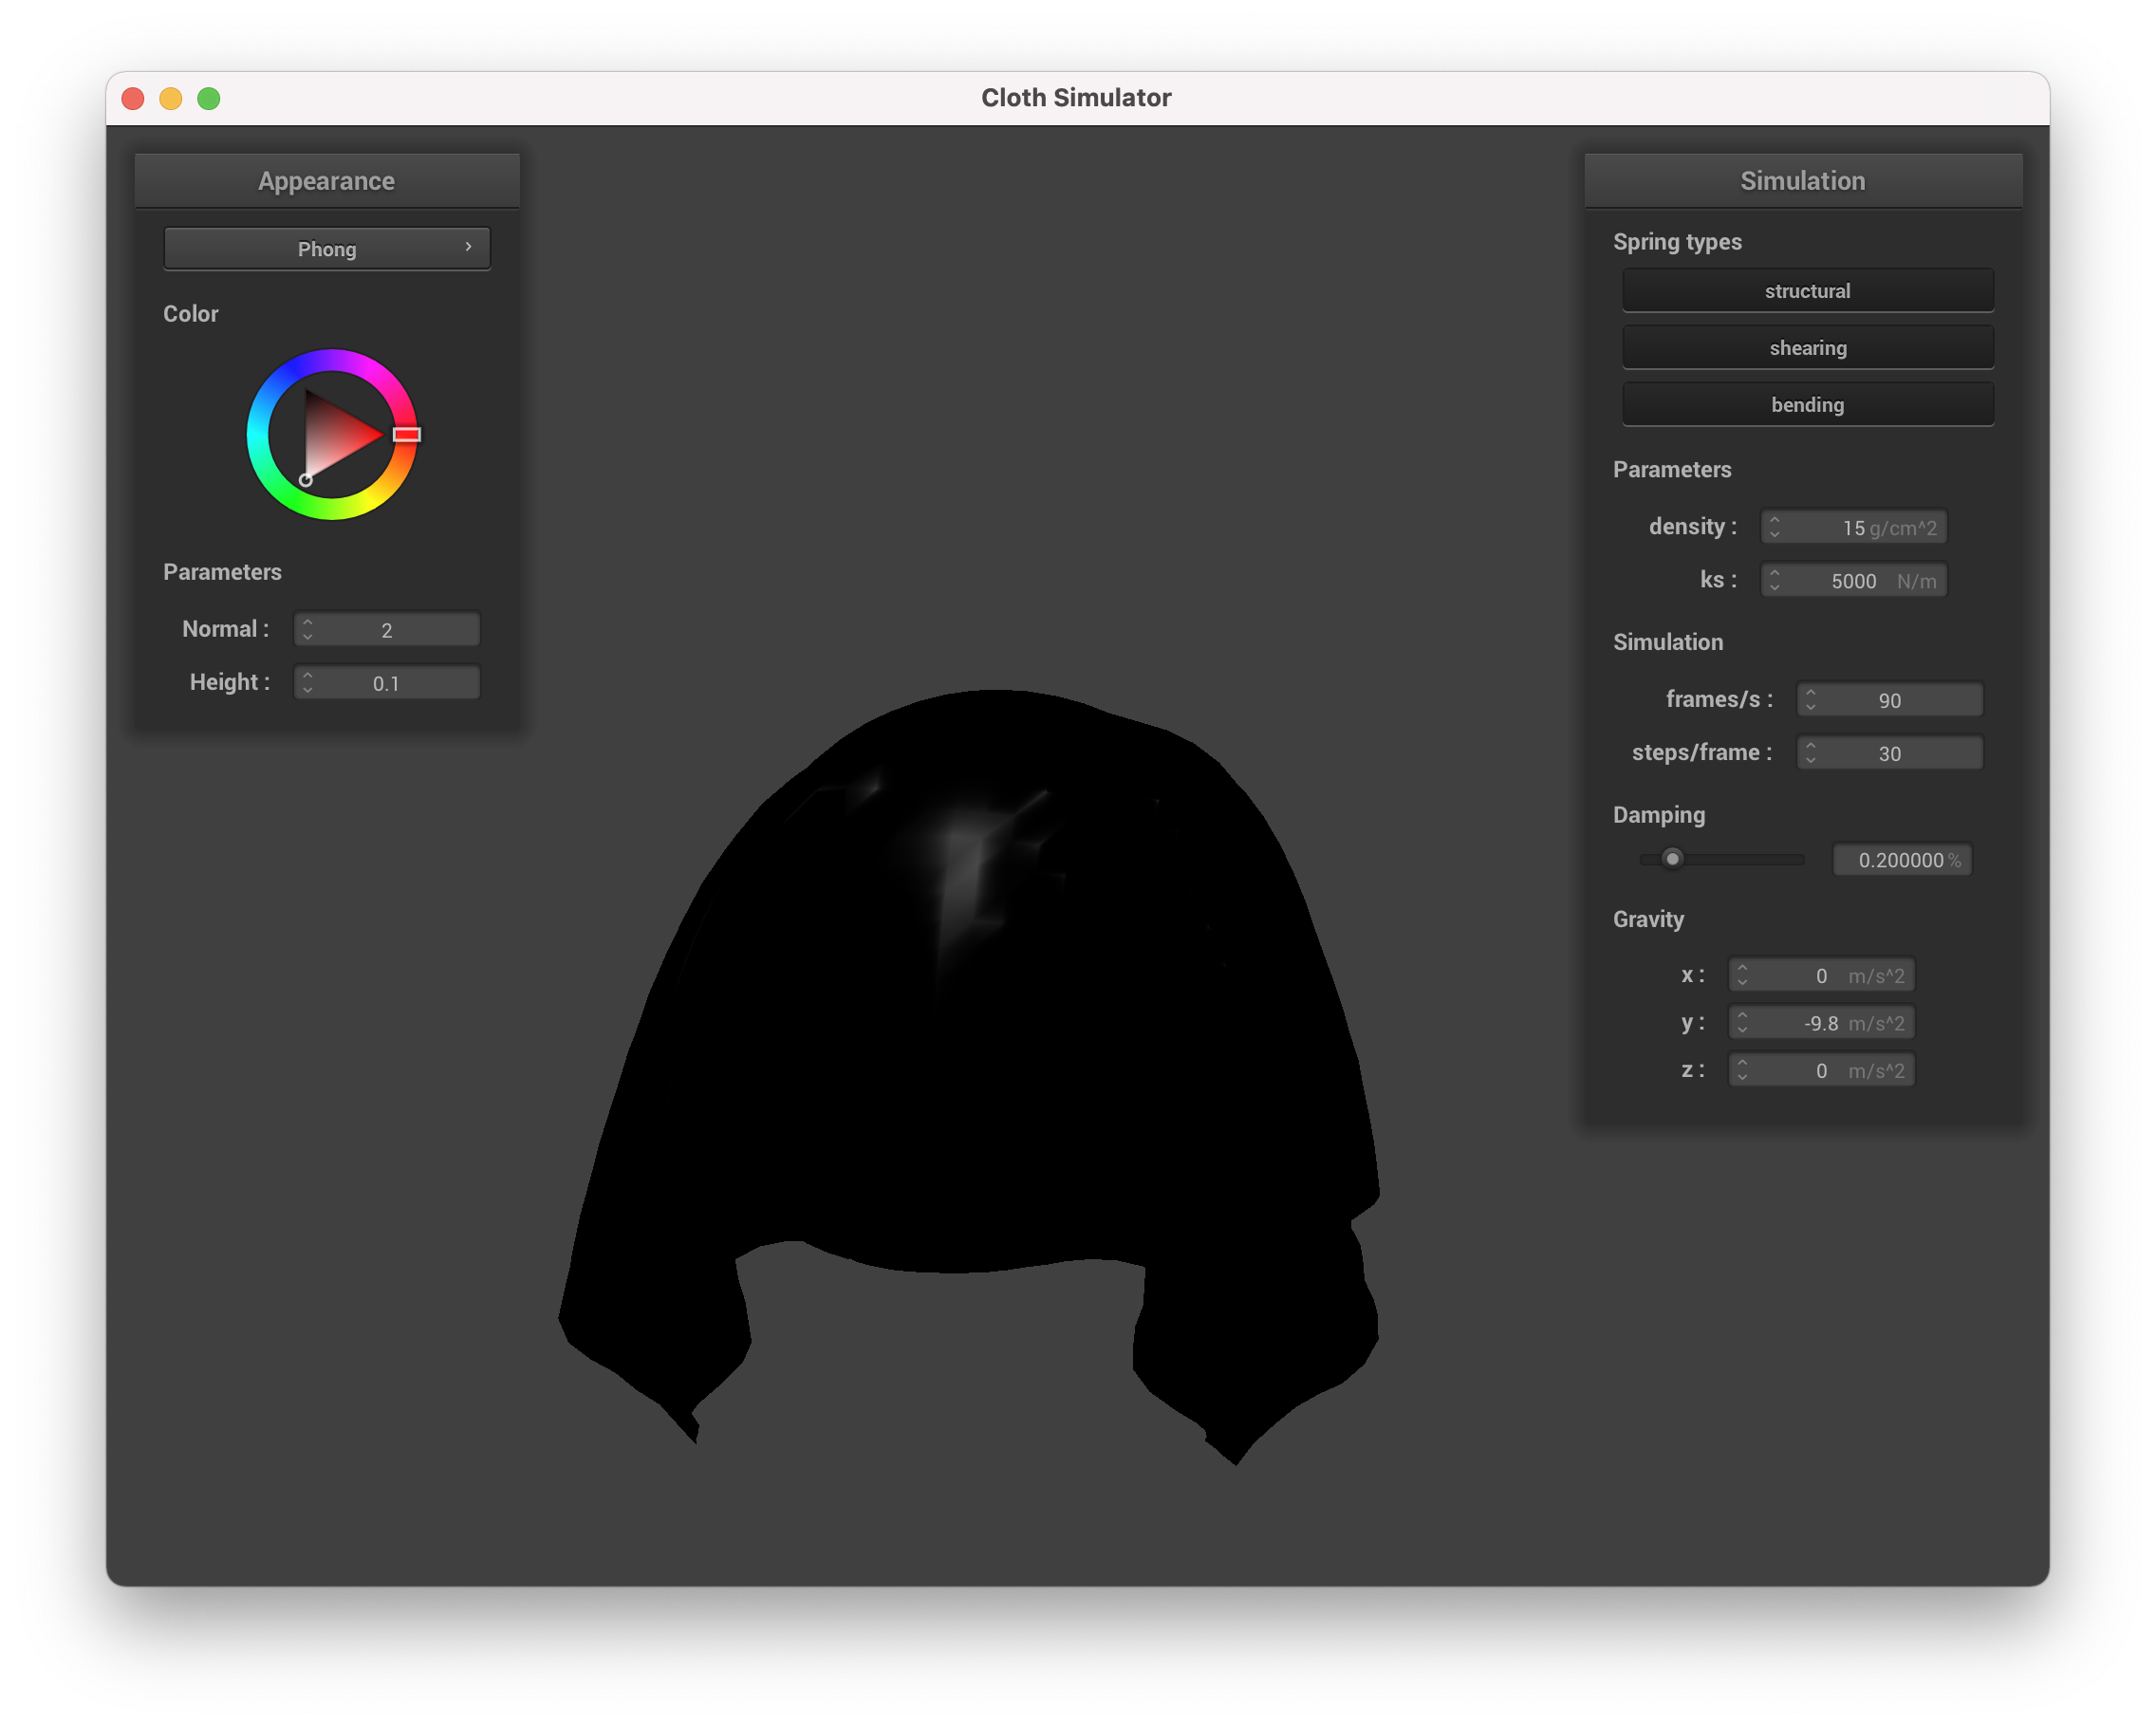 Cloth Simulator
Appearance
Phong
Color
Parameters
Normal : 2
Height : 0.1
Simulation
Spring types
structural
shearing
bending
Parameters
density : 15 g/cm^2
ks : 5000 N/m
Simulation
frames/s : 90
steps/frame : 30
Damping
0.200000 %
Gravity
x : 0 m/s^2
y : -9.8 m/s^2
z : 0 m/s^2